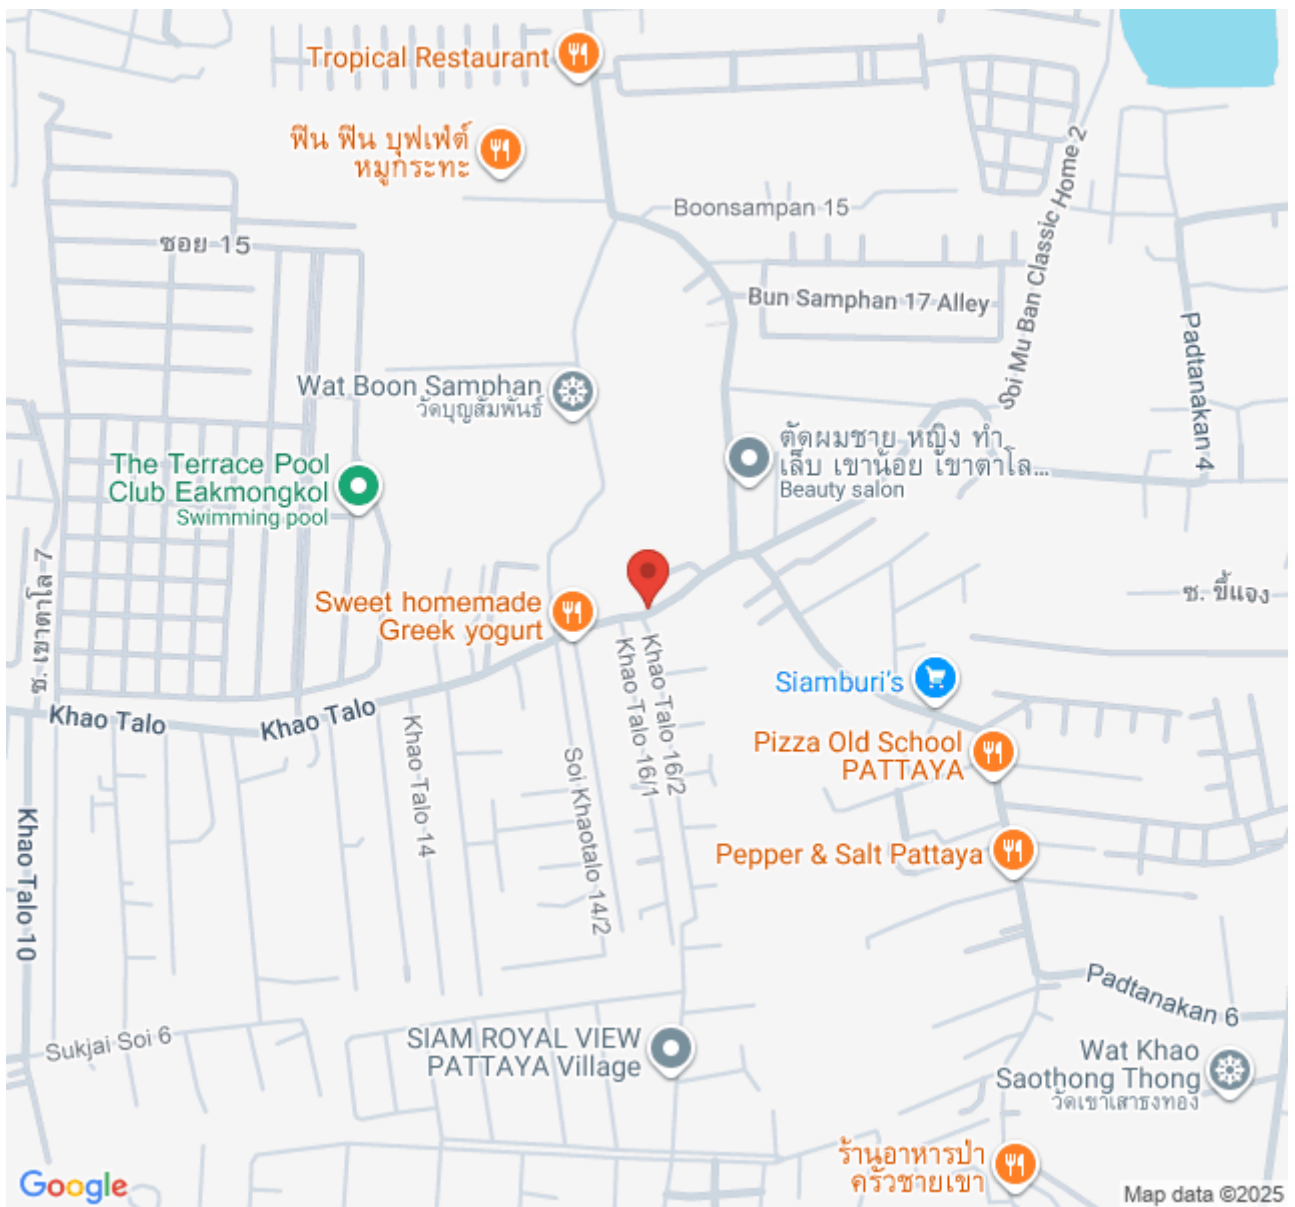 Tropical Restaurant
ฟิน ฟิน บุฟเฟ่ต์
หมูกระทะ
Boonsampan 15
ซอย 15
Soi Mu Ban Classic Home 2
Bun Samphan 17 Alley
Padtanakan 4
Wat Boon Samphan
วัดบุญสัมพันธ์
ตัดผมชาย หญิง ทำ
เล็บ เขาน้อย เขาตาโล...
Beauty salon
The Terrace Pool
Club Eakmongkol
Swimming pool
ซ.เขาตาโล 7
ซ. ขี้แจง
Sweet homemade
Greek yogurt
Khao Talo 16/2
Khao Talo 16/1
Siamburi's
Khao Talo
Khao Talo
Pizza Old School
PATTAYA
Khao Talo 14
Soi Khaotalo 14/2
Khao Talo 10
Pepper & Salt Pattaya
Padtanakan 6
Sukjai Soi 6
SIAM ROYAL VIEW
PATTAYA Village
Wat Khao
Saothong Thong
วัดเขาเสาธงทอง
ร้านอาหารป่า
ครัวชายเขา
Google
Map data ©2025